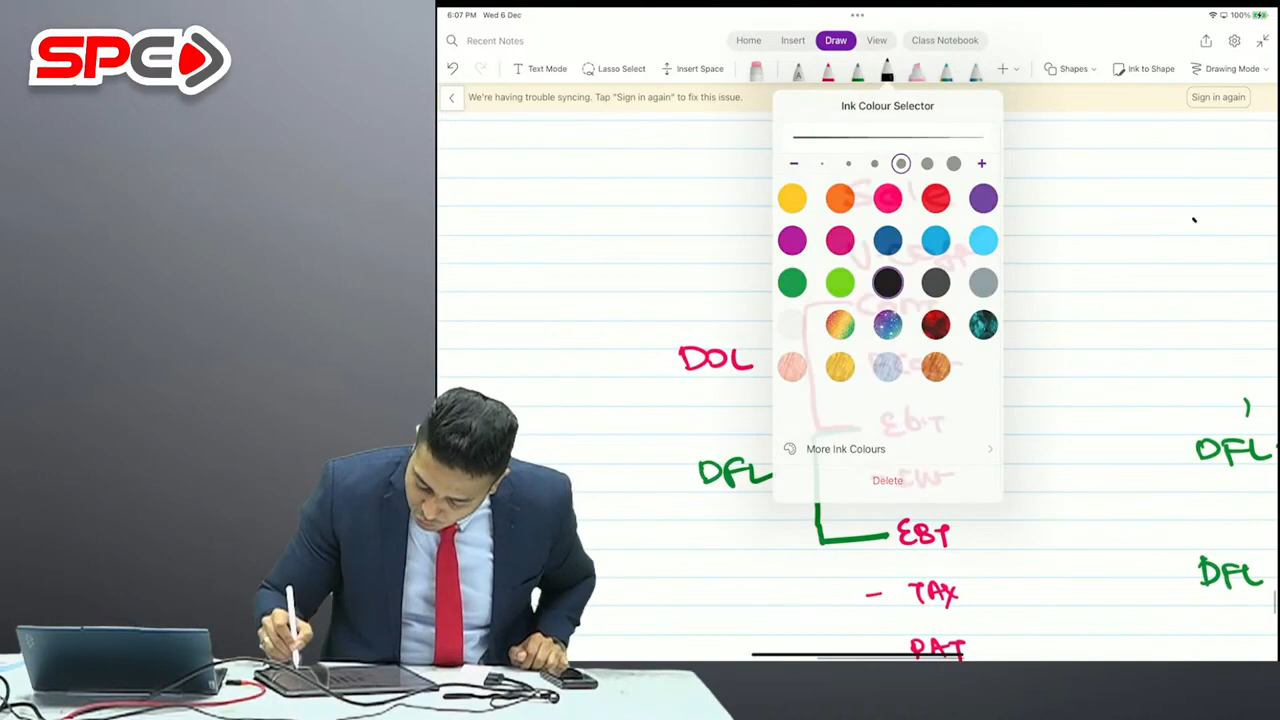 SPED
6:07 PM Wed 6 Dec
100%
Recent Notes
Home Insert Draw View Class Notebook
Text Mode Lasso Select Insert Space Shapes Ink to Shape Drawing Mode
We're having trouble syncing. Tap "Sign in again" to fix this issue.
Sign in again
Ink Colour Selector
Sale
DOL
EBIT
More Ink Colours
DFL
DFL
Delete
EBT
DFL
- TAX
PAT